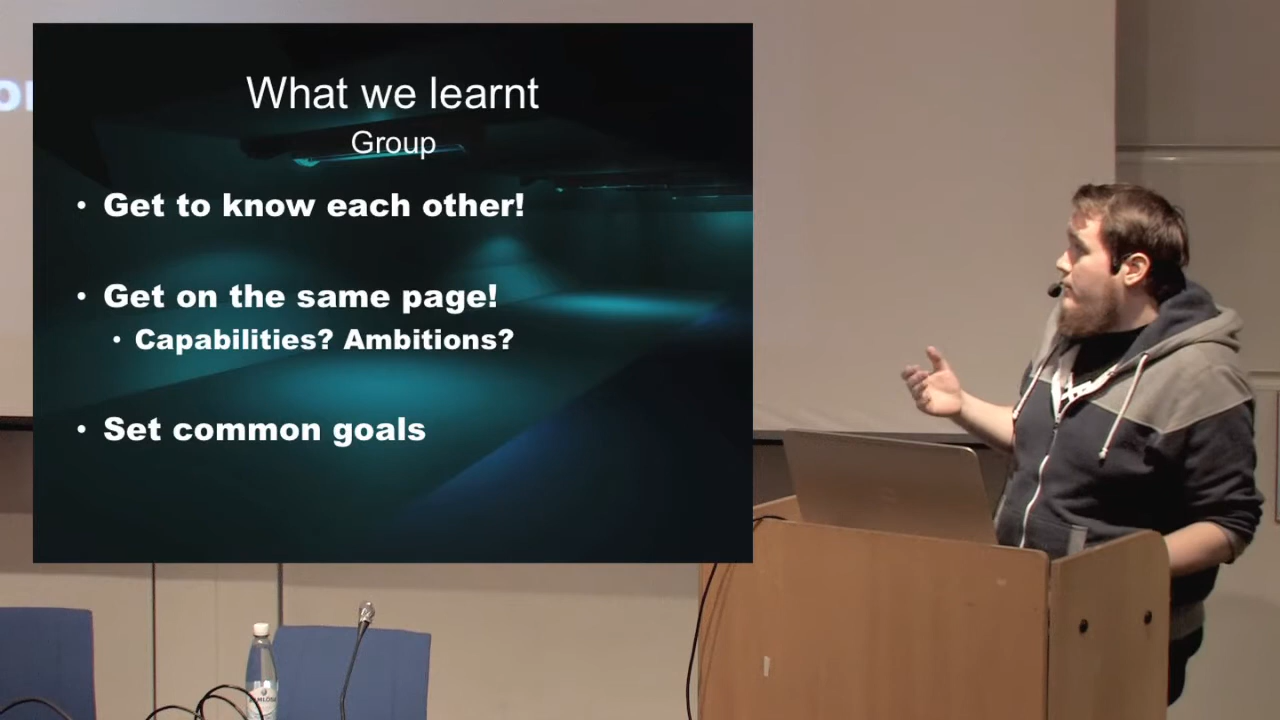 What we learnt
Group
• Get to know each other!
• Get on the same page!
• Capabilities? Ambitions?
• Set common goals